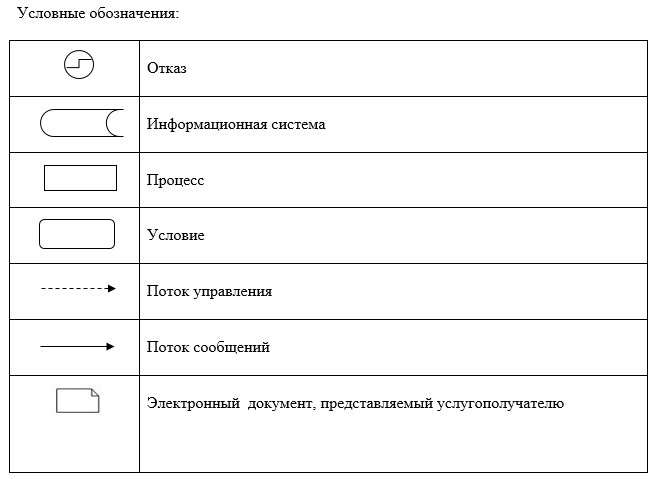 Условные обозначения:
Отказ
Информационная система
Процесс
Условие
Поток управления
Поток сообщений
Электронный документ, представляемый услугополучателю